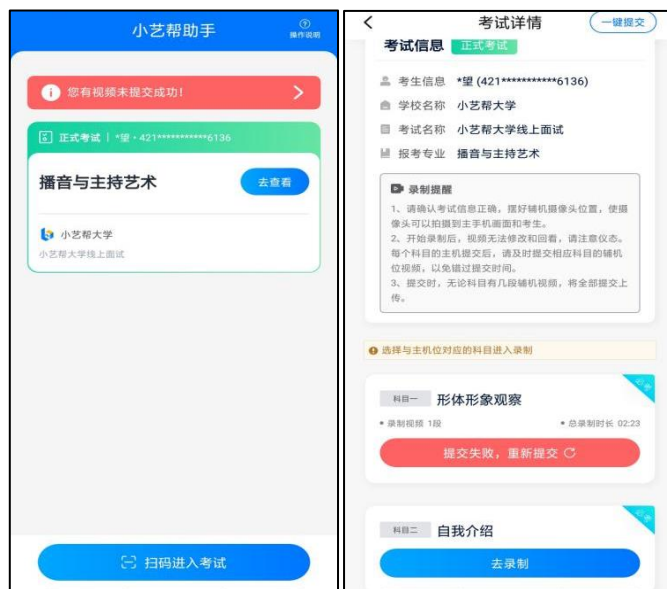 小艺帮助手
操作说明
您有视频未提交成功!
正式考试 | *望·421***********6136
播音与主持艺术
去查看
小艺帮大学
小艺帮大学线上面试
扫码进入考试
考试详情
一键提交
考试信息 正式考试
考生信息 *望 (421***********6136)
学校名称 小艺帮大学
考试名称 小艺帮大学线上面试
报考专业 播音与主持艺术
录制提醒
1、请确认考试信息正确,摆好辅机摄像头位置,使摄
像头可以拍摄到主手机画面和考生。
2、开始录制后,视频无法修改和回看,请注意仪态。
每个科目的主机提交后,请及时提交相应科目的辅机
位视频,以免错过提交时间。
3、提交时,无论科目有几段辅机视频,将全部提交上
传。
选择与主机位对应的科目进入录制
必考
科目一 形体形象观察
• 录制视频 1段 • 总录制时长 02:23
提交失败,重新提交
必考
科目二 自我介绍
去录制